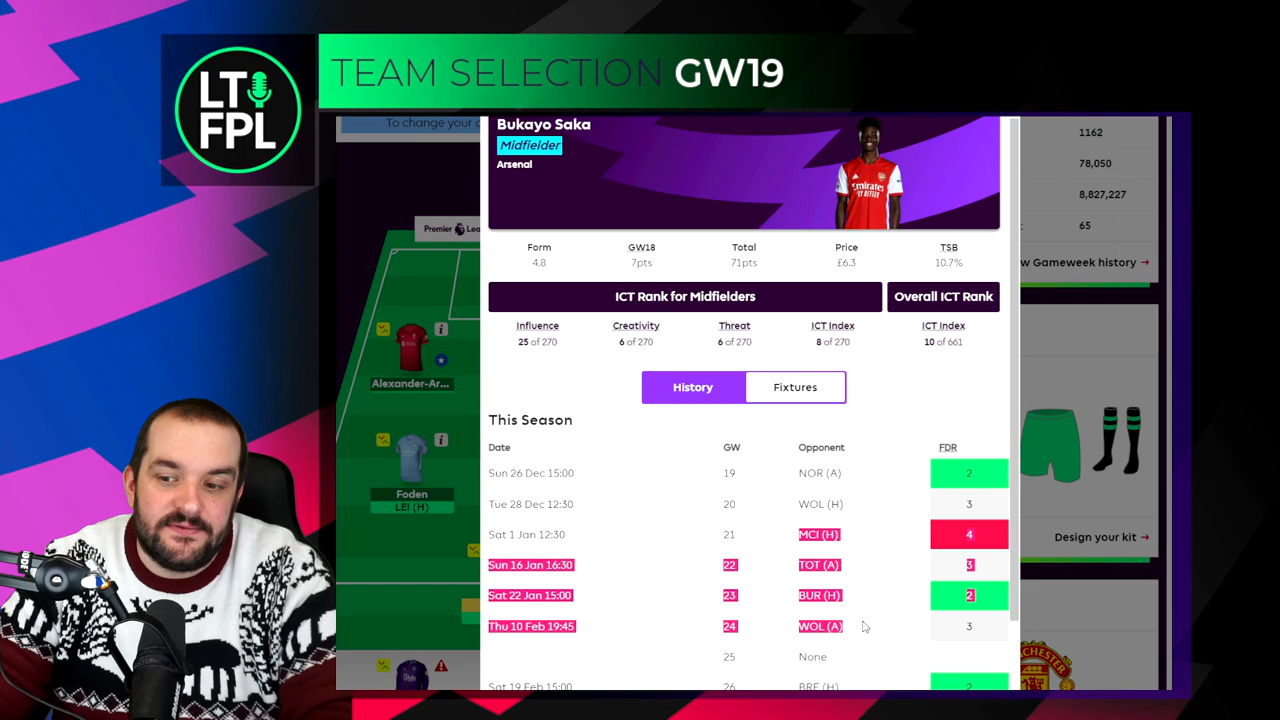 LT
FPL
TEAM SELECTION GW19
To change your
Premier Lea
Alexander-Ar...
Foden
LEI (H)
Bukayo Saka
Midfielder
Arsenal
Emirates
FLY BETTER
Form GW18 Total Price TSB
4.8 7pts 71pts £6.3 10.7%
ICT Rank for Midfielders Overall ICT Rank
Influence Creativity Threat ICT Index ICT Index
25 of 270 6 of 270 6 of 270 8 of 270 10 of 661
History Fixtures
This Season
Date GW Opponent FDR
Sun 26 Dec 15:00 19 NOR (A) 2
Tue 28 Dec 12:30 20 WOL (H) 3
Sat 1 Jan 12:30 21 MCI (H) 4
Sun 16 Jan 16:30 22 TOT (A) 3
Sat 22 Jan 15:00 23 BUR (H) 2
Thu 10 Feb 19:45 24 WOL (A) 3
25 None
Sat 19 Feb 15:00 26 BRE (H) 2
1162
78,050
8,827,227
65
w Gameweek history →
Design your kit →